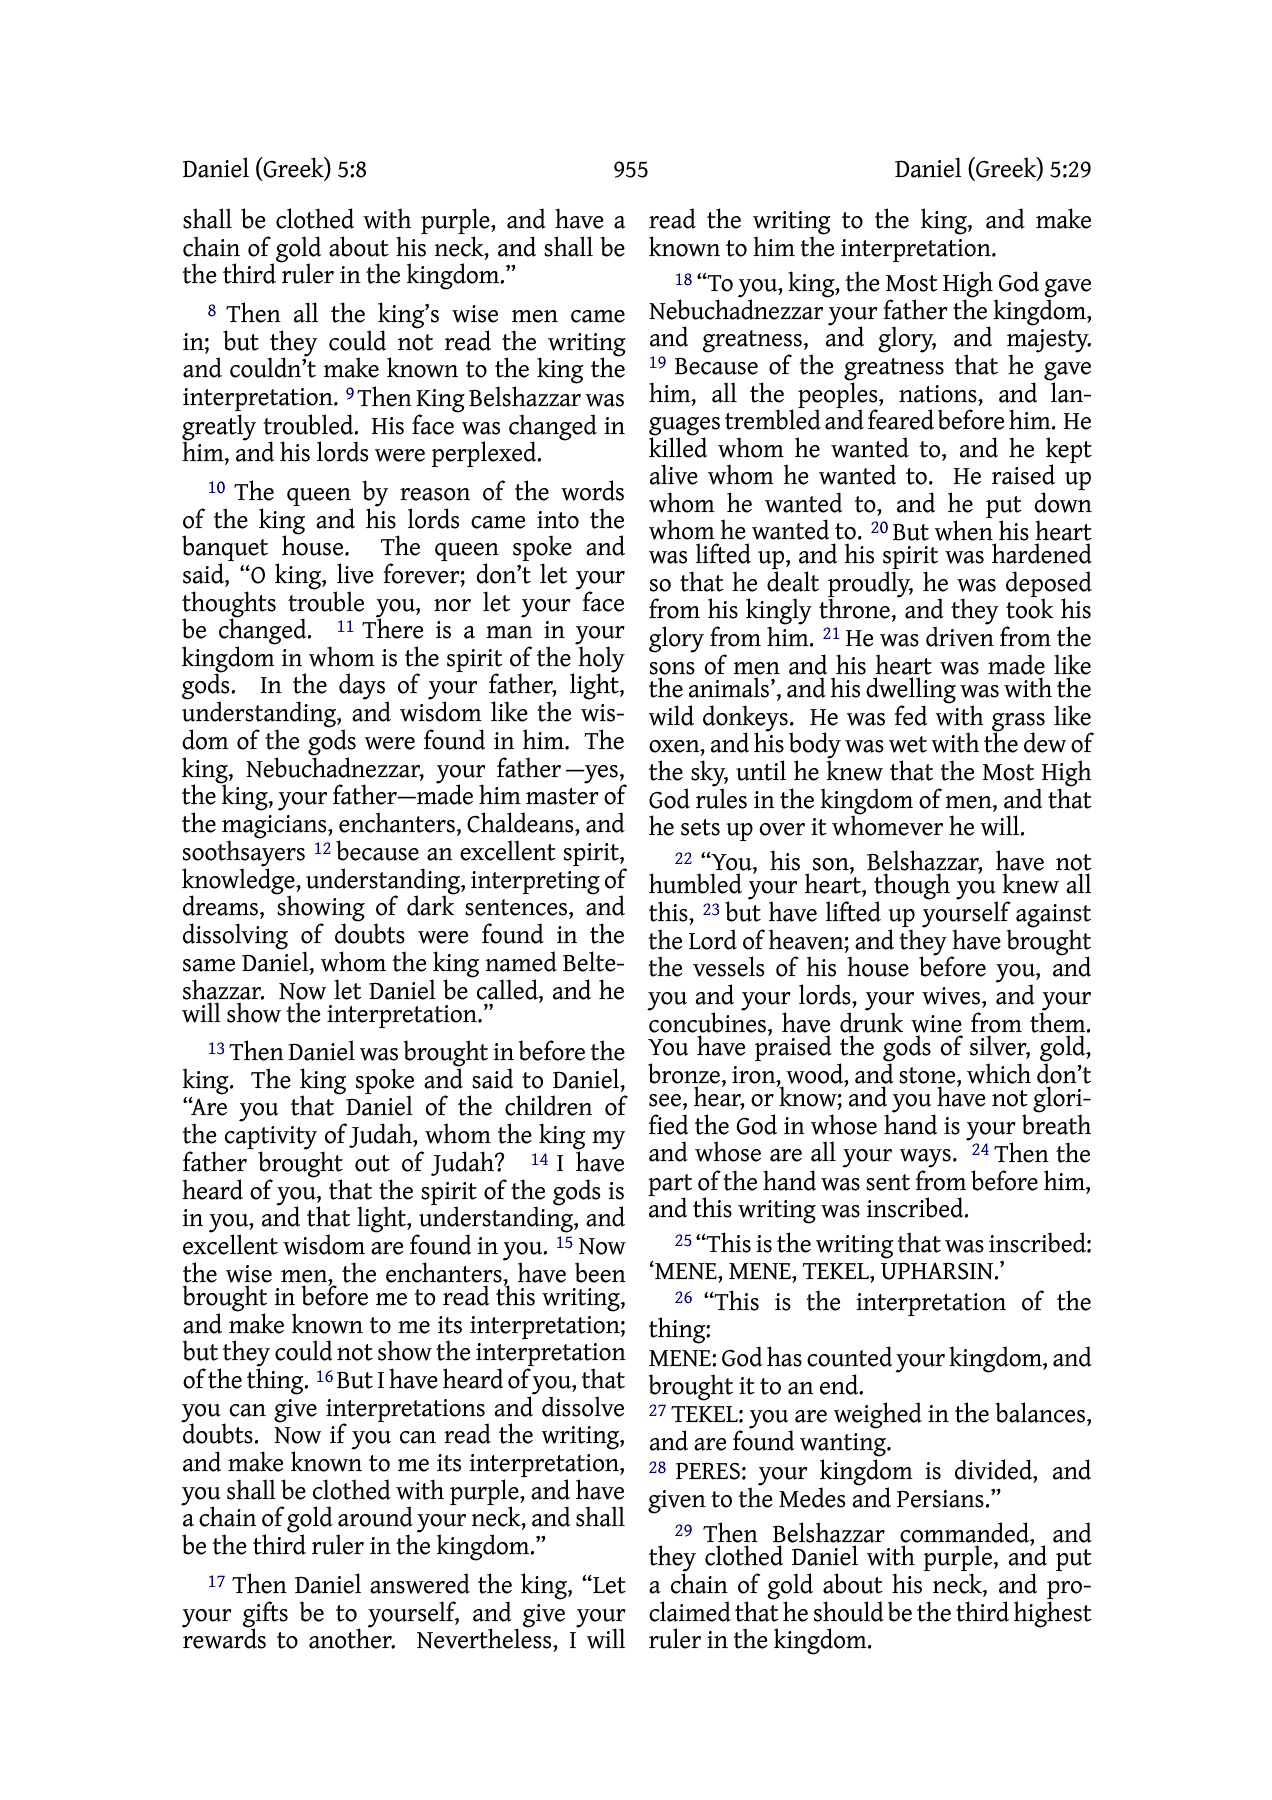 Daniel (Greek) 5:8 955 Daniel (Greek) 5:29
shall be clothed with purple, and have a
chain of gold about his neck, and shall be
the third ruler in the kingdom.”
8 Then all the king’s wise men came
in; but they could not read the writing
and couldn’t make known to the king the
interpretation. 9 Then King Belshazzar was
greatly troubled. His face was changed in
him, and his lords were perplexed.
10 The queen by reason of the words
of the king and his lords came into the
banquet house. The queen spoke and
said, “O king, live forever; don’t let your
thoughts trouble you, nor let your face
be changed. 11 There is a man in your
kingdom in whom is the spirit of the holy
gods. In the days of your father, light,
understanding, and wisdom like the wis-
dom of the gods were found in him. The
king, Nebuchadnezzar, your father—yes,
the king, your father—made him master of
the magicians, enchanters, Chaldeans, and
soothsayers 12 because an excellent spirit,
knowledge, understanding, interpreting of
dreams, showing of dark sentences, and
dissolving of doubts were found in the
same Daniel, whom the king named Belte-
shazzar. Now let Daniel be called, and he
will show the interpretation.”
13 Then Daniel was brought in before the
king. The king spoke and said to Daniel,
“Are you that Daniel of the children of
the captivity of Judah, whom the king my
father brought out of Judah? 14 I have
heard of you, that the spirit of the gods is
in you, and that light, understanding, and
excellent wisdom are found in you. 15 Now
the wise men, the enchanters, have been
brought in before me to read this writing,
and make known to me its interpretation;
but they could not show the interpretation
of the thing. 16 But I have heard of you, that
you can give interpretations and dissolve
doubts. Now if you can read the writing,
and make known to me its interpretation,
you shall be clothed with purple, and have
a chain of gold around your neck, and shall
be the third ruler in the kingdom.”
17 Then Daniel answered the king, “Let
your gifts be to yourself, and give your
rewards to another. Nevertheless, I will
read the writing to the king, and make
known to him the interpretation.
18 “To you, king, the Most High God gave
Nebuchadnezzar your father the kingdom,
and greatness, and glory, and majesty.
19 Because of the greatness that he gave
him, all the peoples, nations, and lan-
guages trembled and feared before him. He
killed whom he wanted to, and he kept
alive whom he wanted to. He raised up
whom he wanted to, and he put down
whom he wanted to. 20 But when his heart
was lifted up, and his spirit was hardened
so that he dealt proudly, he was deposed
from his kingly throne, and they took his
glory from him. 21 He was driven from the
sons of men and his heart was made like
the animals’, and his dwelling was with the
wild donkeys. He was fed with grass like
oxen, and his body was wet with the dew of
the sky, until he knew that the Most High
God rules in the kingdom of men, and that
he sets up over it whomever he will.
22 “You, his son, Belshazzar, have not
humbled your heart, though you knew all
this, 23 but have lifted up yourself against
the Lord of heaven; and they have brought
the vessels of his house before you, and
you and your lords, your wives, and your
concubines, have drunk wine from them.
You have praised the gods of silver, gold,
bronze, iron, wood, and stone, which don’t
see, hear, or know; and you have not glori-
fied the God in whose hand is your breath
and whose are all your ways. 24 Then the
part of the hand was sent from before him,
and this writing was inscribed.
25 “This is the writing that was inscribed:
‘MENE, MENE, TEKEL, UPHARSIN.’
26 “This is the interpretation of the
thing:
MENE: God has counted your kingdom, and
brought it to an end.
27 TEKEL: you are weighed in the balances,
and are found wanting.
28 PERES: your kingdom is divided, and
given to the Medes and Persians.”
29 Then Belshazzar commanded, and
they clothed Daniel with purple, and put
a chain of gold about his neck, and pro-
claimed that he should be the third highest
ruler in the kingdom.